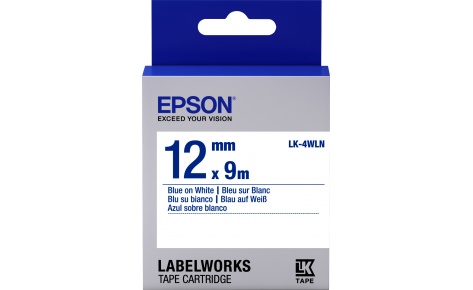 EPSON
EXCEED YOUR VISION
12 mm x 9m
LK-4WLN
Blue on White | Bleu sur Blanc
Blu su bianco | Blau auf Weiß
Azul sobre blanco
LABELWORKS
TAPE CARTRIDGE
LK
TAPE